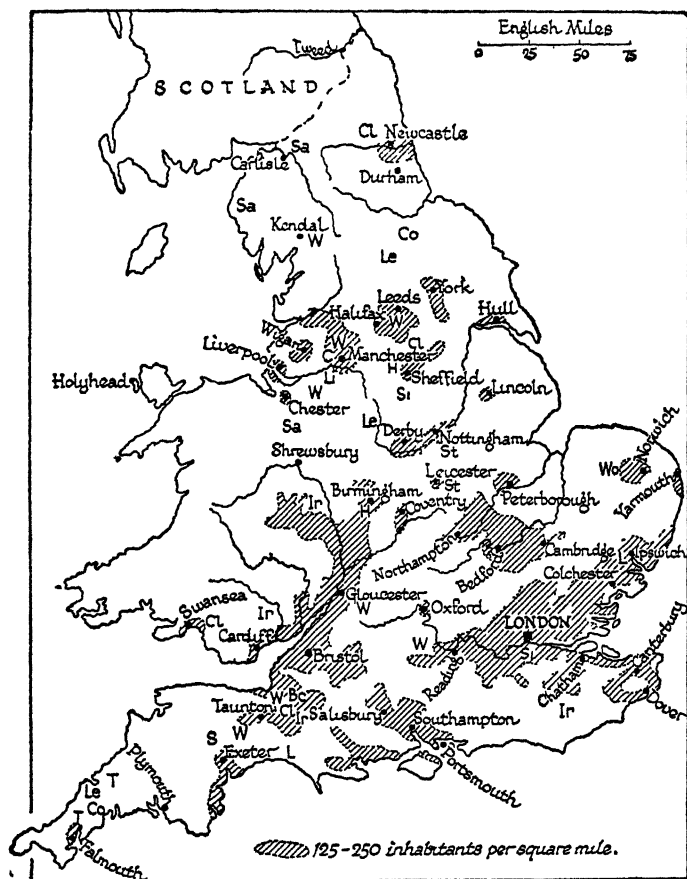 English Miles
0 25 50 75
Tweed
SCOTLAND
Cl Newcastle
Sa
Carlisle
Durham
Sa
Kendal
W
Co
Le
York
Leeds
Halifax
W
Hull
Wigan
W
Cl
C
Manchester
Liverpool
Li
H
Sheffield
Holyhead
W
Si
Lincoln
Chester
Sa
Le
Derby
Nottingham
St
Shrewsbury
Norwich
Wo
Leicester
St
Yarmouth
Ir
Birmingham
H
Peterborough
Coventry
Northampton
Bedford
Cambridge
L
Ipswich
Colchester
Gloucester
W
Oxford
Swansea
Cl
Ir
Cardiff
LONDON
W
Si
Reading
Canterbury
Chatham
Bristol
Dover
W
Bc
Taunton
Cl
Ir
Salisbury
Ir
W
Southampton
S
Exeter
L
Portsmouth
Plymouth
T
Le
Co
T
Falmouth
125-250 inhabitants per square mile.